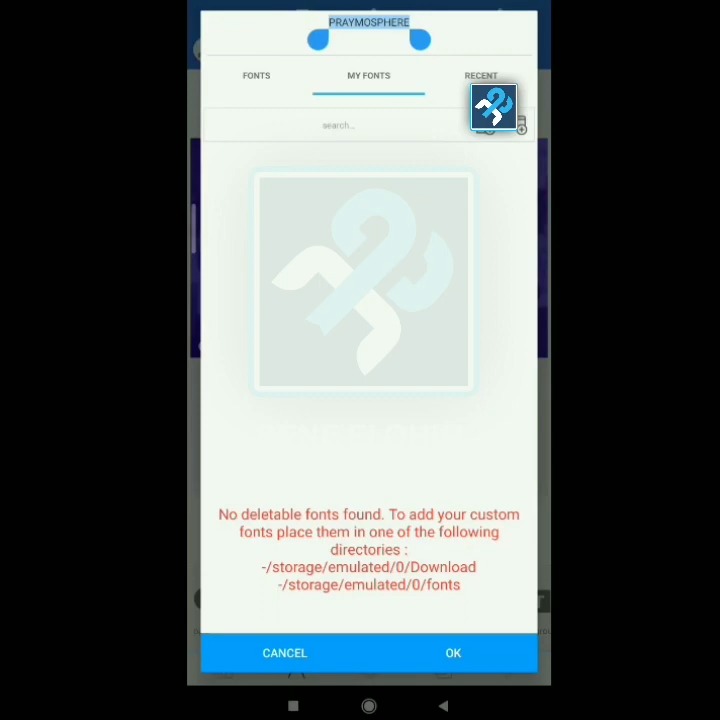 PRAYMOSPHERE
FONTS
MY FONTS
RECENT
search...
No deletable fonts found. To add your custom
fonts place them in one of the following
directories :
-/storage/emulated/0/Download
-/storage/emulated/0/fonts
CANCEL
OK